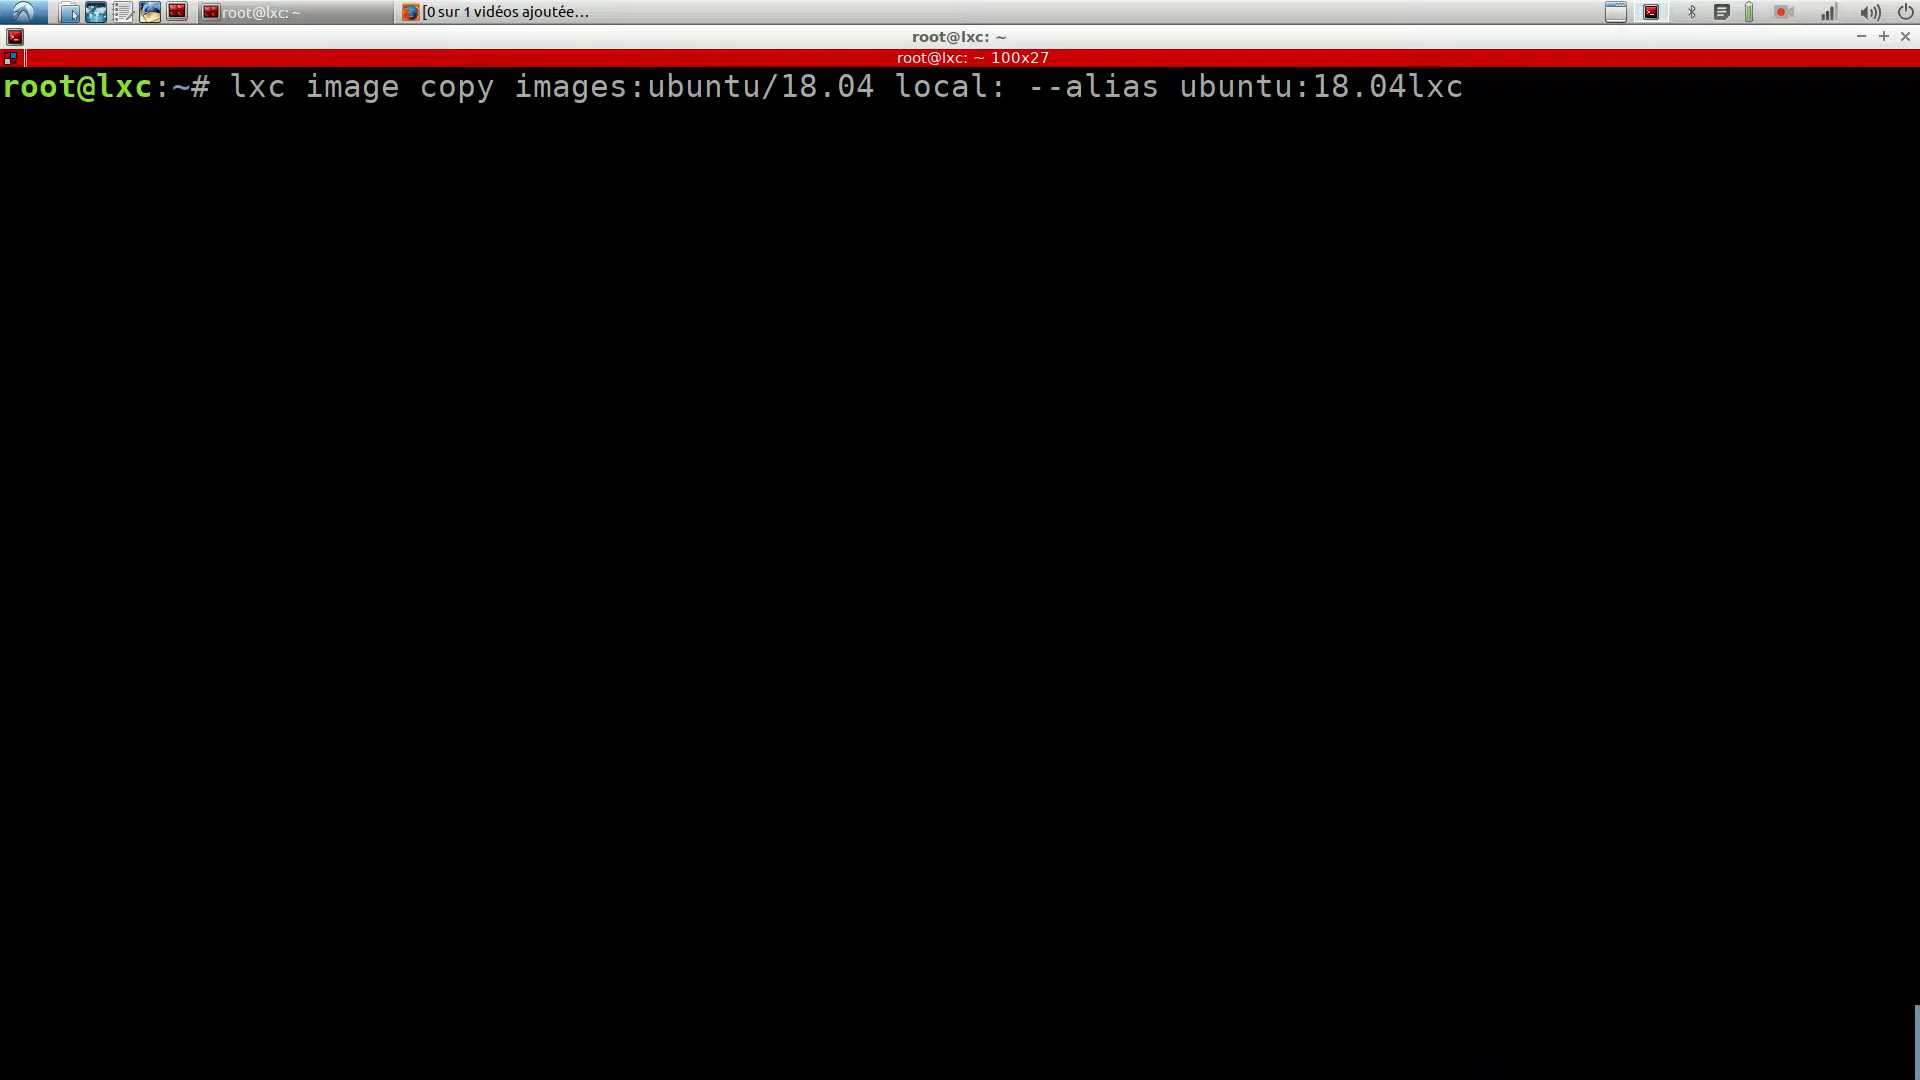 root@lxc: ~
[0 sur 1 vidéos ajoutée...
root@lxc: ~
root@lxc: ~ 100x27
root@lxc:~# lxc image copy images:ubuntu/18.04 local: --alias ubuntu:18.04lxc